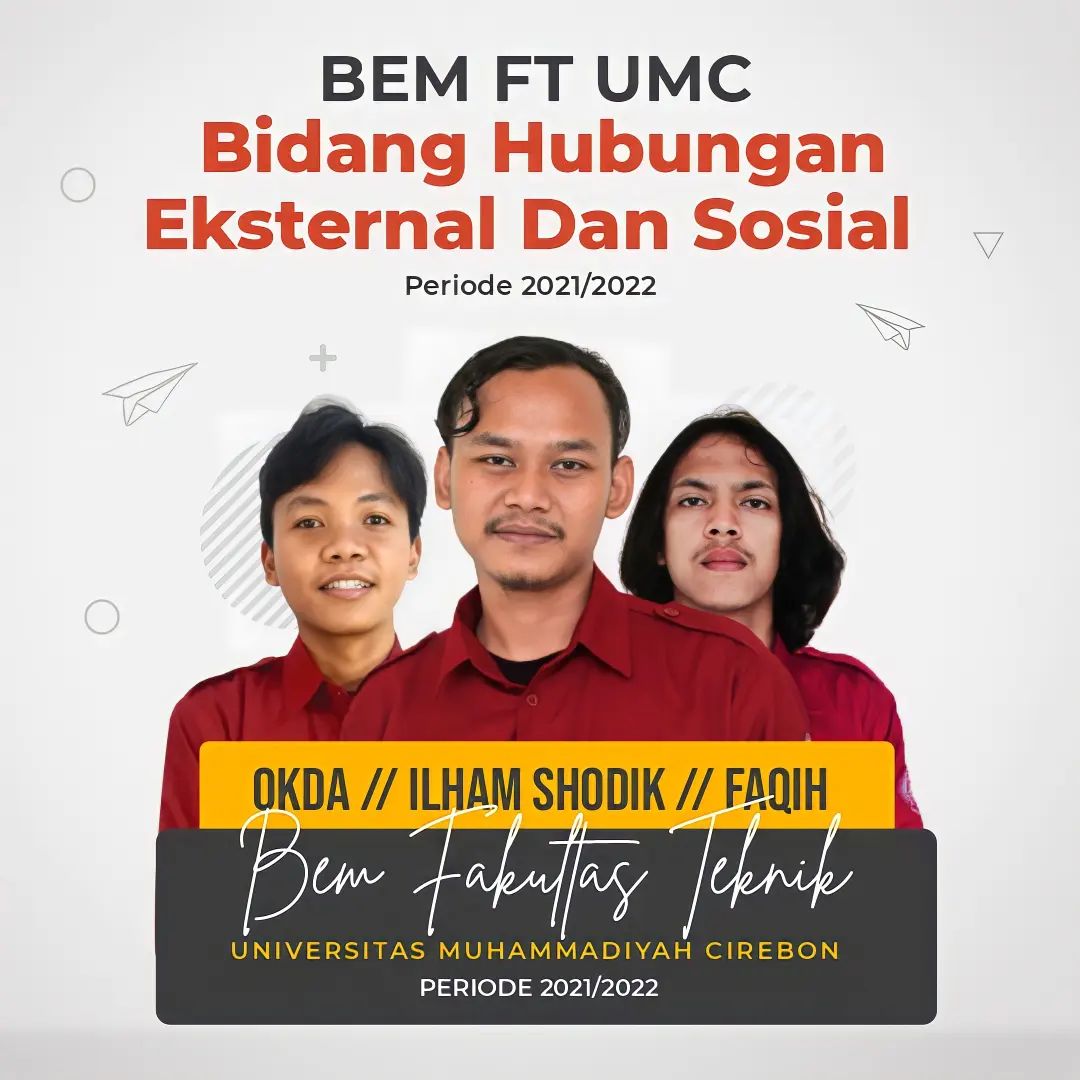 BEM FT UMC
Bidang Hubungan
Eksternal Dan Sosial
Periode 2021/2022
OKDA // ILHAM SHODIK // FAQIH
Bem Fakultas Teknik
UNIVERSITAS MUHAMMADIYAH CIREBON
PERIODE 2021/2022